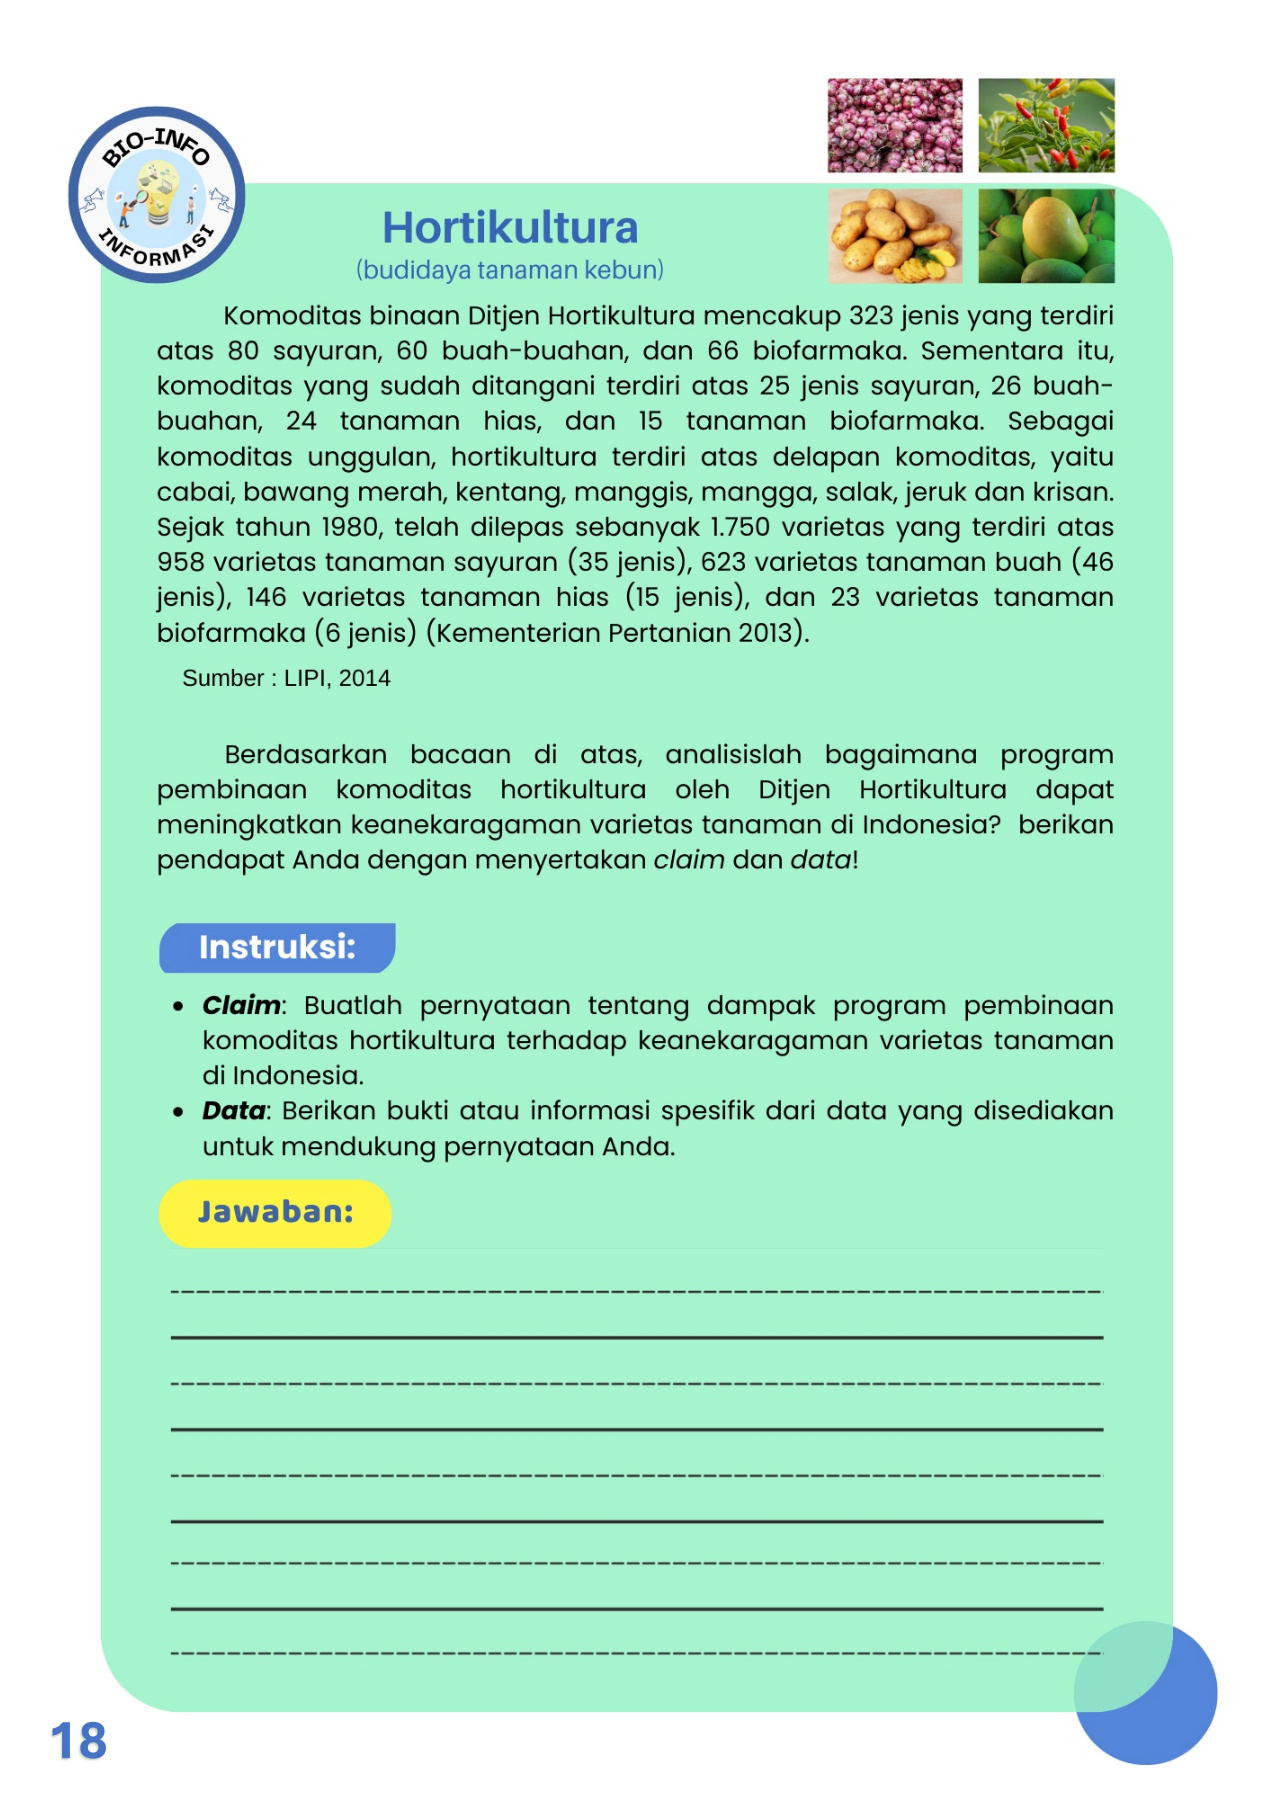 BIO-INFO
INFORMASI
Hortikultura
(budidaya tanaman kebun)
Komoditas binaan Ditjen Hortikultura mencakup 323 jenis yang terdiri
atas 80 sayuran, 60 buah-buahan, dan 66 biofarmaka. Sementara itu,
komoditas yang sudah ditangani terdiri atas 25 jenis sayuran, 26 buah-
buahan, 24 tanaman hias, dan 15 tanaman biofarmaka. Sebagai
komoditas unggulan, hortikultura terdiri atas delapan komoditas, yaitu
cabai, bawang merah, kentang, manggis, mangga, salak, jeruk dan krisan.
Sejak tahun 1980, telah dilepas sebanyak 1.750 varietas yang terdiri atas
958 varietas tanaman sayuran (35 jenis), 623 varietas tanaman buah (46
jenis), 146 varietas tanaman hias (15 jenis), dan 23 varietas tanaman
biofarmaka (6 jenis) (Kementerian Pertanian 2013).
Sumber : LIPI, 2014
Berdasarkan bacaan di atas, analisislah bagaimana program
pembinaan komoditas hortikultura oleh Ditjen Hortikultura dapat
meningkatkan keanekaragaman varietas tanaman di Indonesia? berikan
pendapat Anda dengan menyertakan claim dan data!
Instruksi:
• Claim: Buatlah pernyataan tentang dampak program pembinaan
komoditas hortikultura terhadap keanekaragaman varietas tanaman
di Indonesia.
• Data: Berikan bukti atau informasi spesifik dari data yang disediakan
untuk mendukung pernyataan Anda.
Jawaban:
18